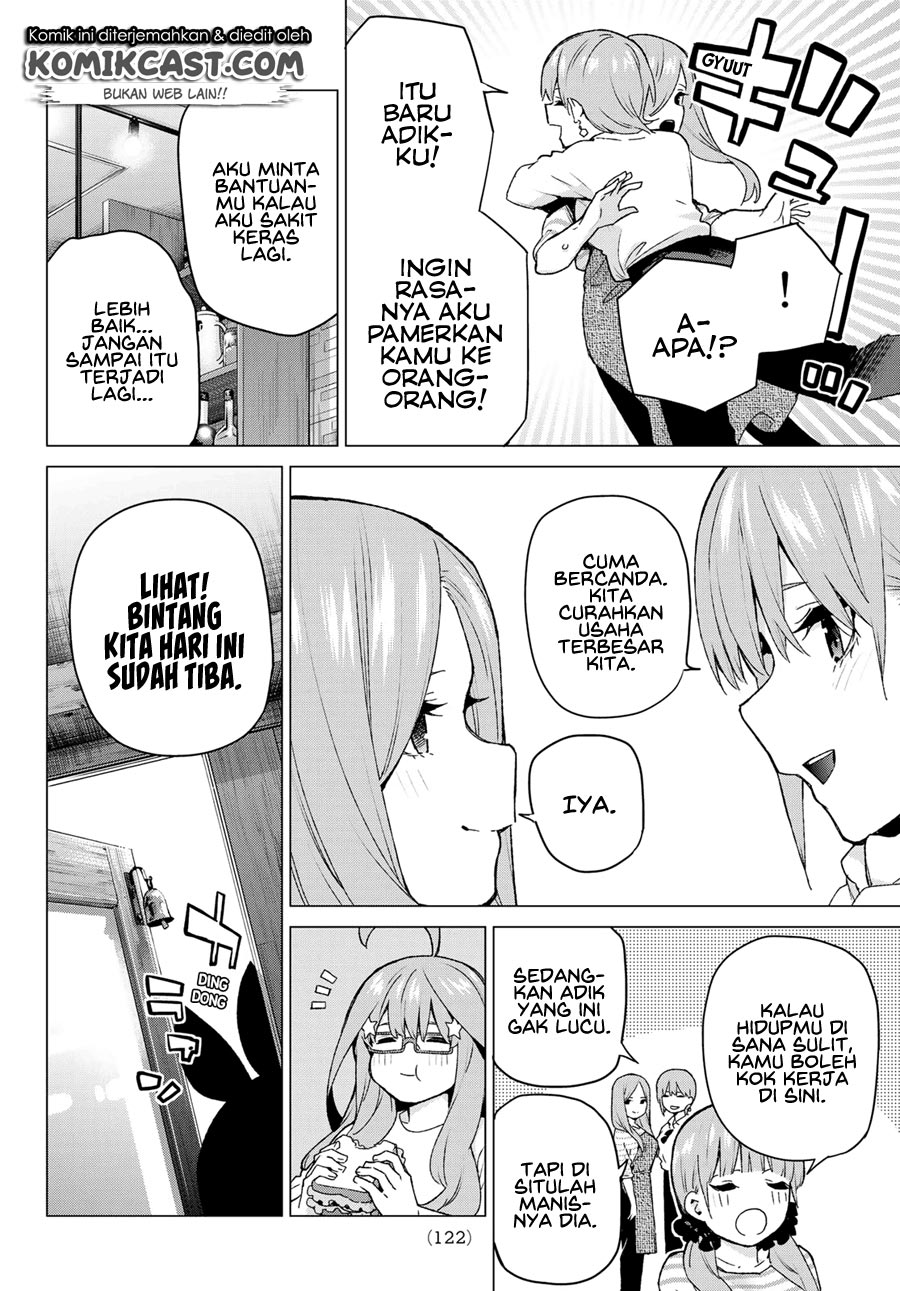 Komik ini diterjemahkan & diedit oleh
KOMIKCAST.COM
BUKAN WEB LAIN!!
GYUUT
ギュッ
!
A-
APA!?
ITU
BARU
ADIK-
KU!
INGIN
RASA-
NYA AKU
PAMERKAN
KAMU KE
ORANG-
ORANG!
AKU MINTA
BANTUAN-
MU KALAU
AKU SAKIT
KERAS
LAGI.
LEBIH
BAIK...
JANGAN
SAMPAI ITU
TERJADI
LAGI...
CUMA
BERCANDA.
KITA
CURAHKAN
USAHA
TERBESAR
KITA.
IYA.
LIHAT!
BINTANG
KITA HARI INI
SUDAH TIBA.
DING
DONG
KALAU
HIDUPMU DI
SANA SULIT,
KAMU BOLEH
KOK KERJA
DI SINI.
SEDANG-
KAN ADIK
YANG INI
GAK LUCU.
TAPI DI
SITULAH
MANIS-
NYA DIA.
(122)